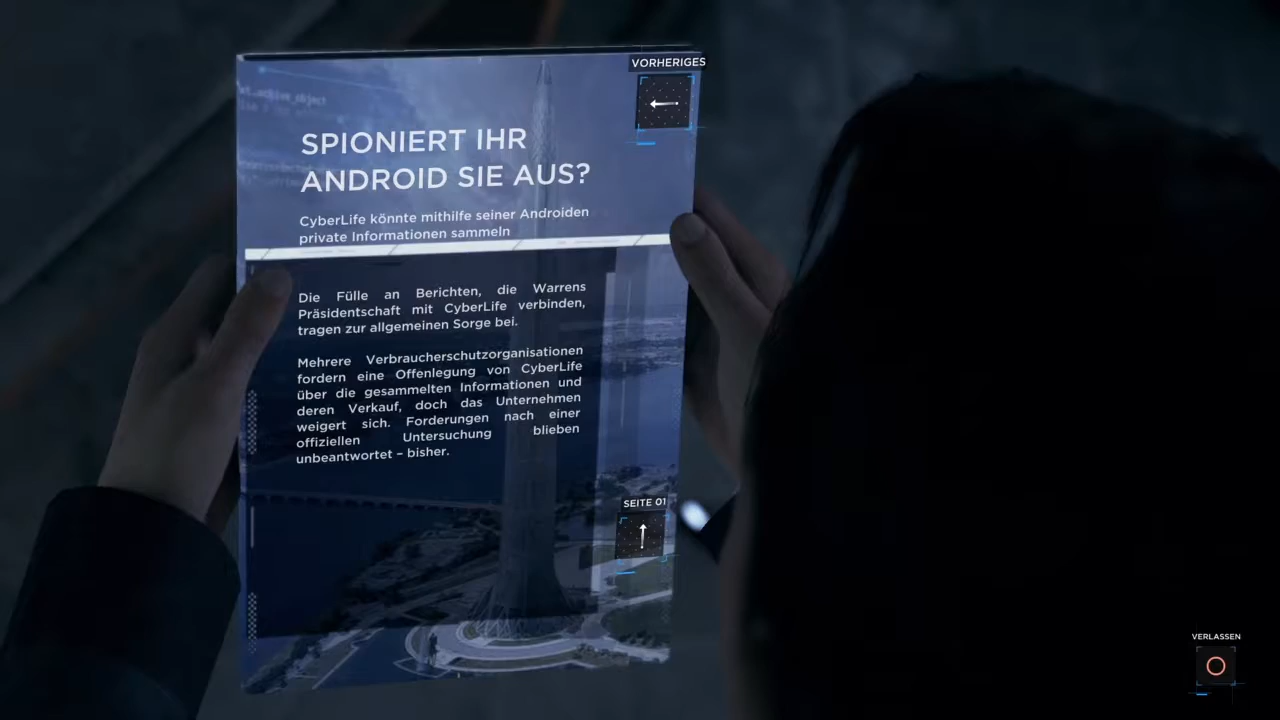 VORHERIGES
SPIONIERT IHR
ANDROID SIE AUS?
CyberLife könnte mithilfe seiner Androiden
private Informationen sammeln
Die Fülle an Berichten, die Warrens
Präsidentschaft mit CyberLife verbinden,
tragen zur allgemeinen Sorge bei.
Mehrere Verbraucherschutzorganisationen
fordern eine Offenlegung von CyberLife
über die gesammelten Informationen und
deren Verkauf, doch das Unternehmen
weigert sich. Forderungen nach einer
offiziellen Untersuchung blieben
unbeantwortet – bisher.
SEITE 01
VERLASSEN